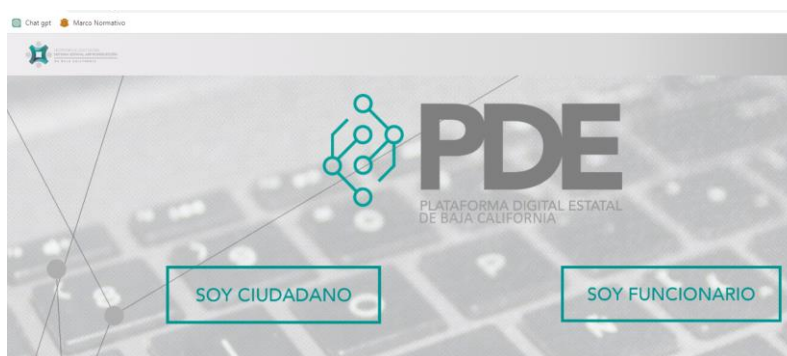 Chat gpt Marco Normativo
PDE
PLATAFORMA DIGITAL ESTATAL
DE BAJA CALIFORNIA
SOY CIUDADANO SOY FUNCIONARIO